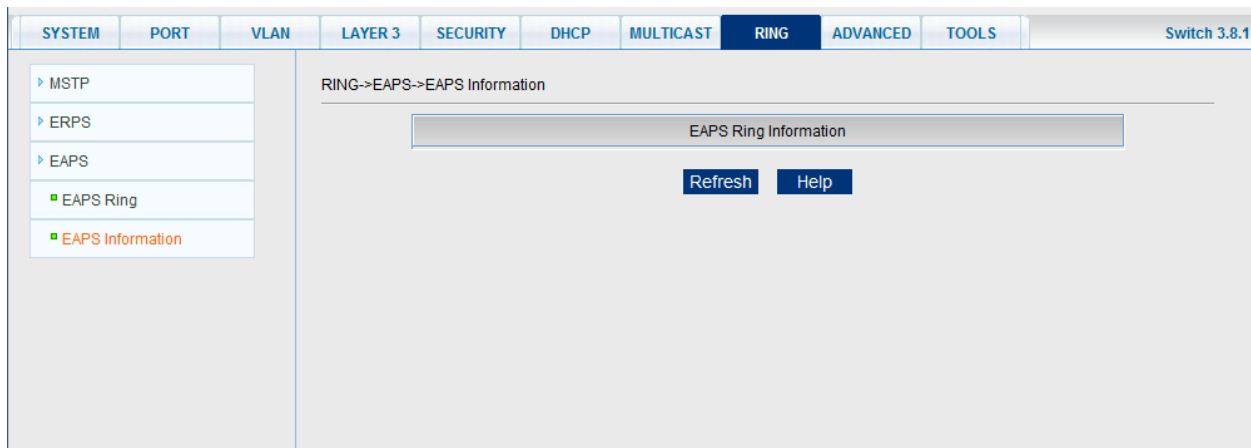 SYSTEM PORT VLAN LAYER 3 SECURITY DHCP MULTICAST RING ADVANCED TOOLS Switch 3.8.1
MSTP
ERPS
EAPS
EAPS Ring
EAPS Information
RING->EAPS->EAPS Information
EAPS Ring Information
Refresh Help